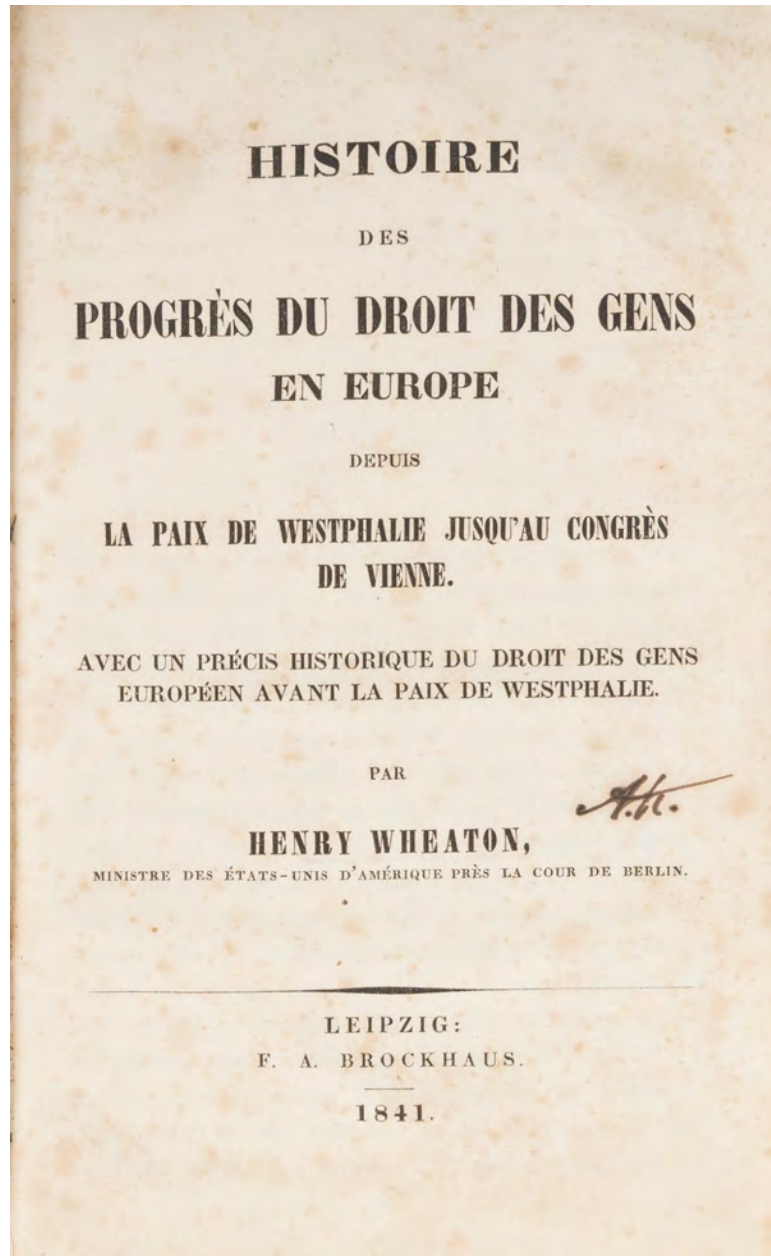 HISTOIRE
DES
PROGRÈS DU DROIT DES GENS
EN EUROPE
DEPUIS
LA PAIX DE WESTPHALIE JUSQU'AU CONGRÈS
DE VIENNE.
AVEC UN PRÉCIS HISTORIQUE DU DROIT DES GENS
EUROPÉEN AVANT LA PAIX DE WESTPHALIE.
PAR
HENRY WHEATON,
MINISTRE DES ÉTATS-UNIS D'AMÉRIQUE PRÈS LA COUR DE BERLIN.
LEIPZIG:
F. A. BROCKHAUS.
1841.